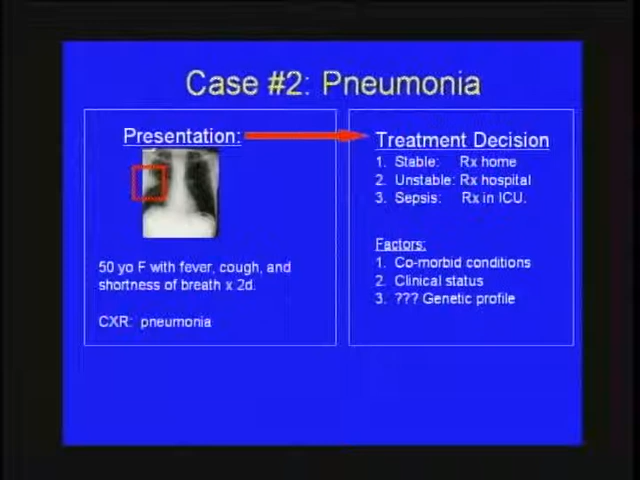 Case #2: Pneumonia
Presentation:
50 yo F with fever, cough, and
shortness of breath x 2d.
CXR: pneumonia
Treatment Decision
1. Stable: Rx home
2. Unstable: Rx hospital
3. Sepsis: Rx in ICU.
Factors:
1. Co-morbid conditions
2. Clinical status
3. ??? Genetic profile